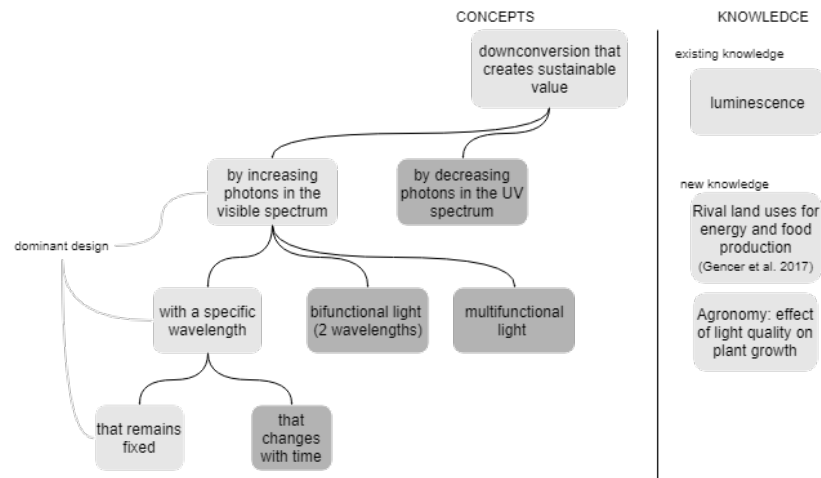 CONCEPTS
KNOWLEDGE
downconversion that
creates sustainable
value
existing knowledge
luminescence
by increasing
photons in the
visible spectrum
by decreasing
photons in the UV
spectrum
new knowledge
Rival land uses for
energy and food
production
(Gencer et al. 2017)
dominant design
with a specific
wavelength
bifunctional light
(2 wavelengths)
multifunctional
light
Agronomy: effect
of light quality on
plant growth
that remains
fixed
that
changes
with time